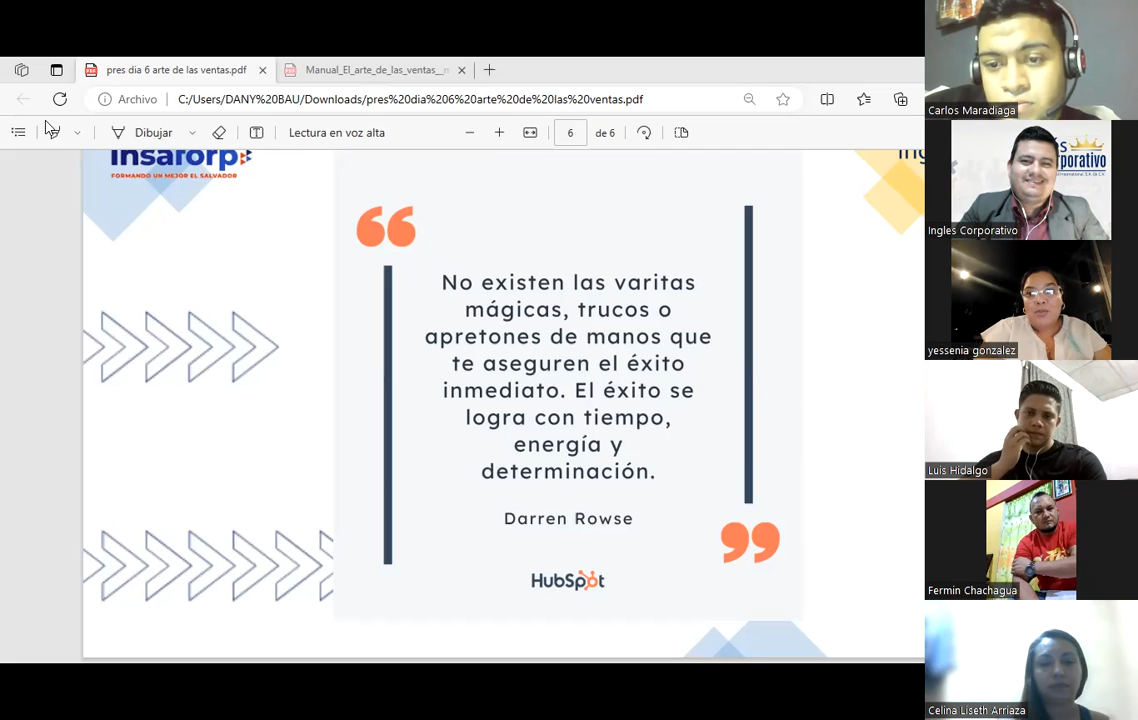 pres dia 6 arte de las ventas.pdf
Manual_El_arte_de_las_ventas_
Archivo
C:/Users/DANY%20BAU/Downloads/pres%20dia%206%20arte%20de%20las%20ventas.pdf
Dibujar
Lectura en voz alta
6
de 6
Insaforp
FORMANDO UN MEJOR EL SALVADOR
Ing
No existen las varitas
mágicas, trucos o
apretones de manos que
te aseguren el éxito
inmediato. El éxito se
logra con tiempo,
energía y
determinación.
Darren Rowse
HubSpot
Carlos Maradiaga
Ingles Corporativo
yessenia gonzalez
Luis Hidalgo
Fermin Chachagua
Celina Liseth Arriaza